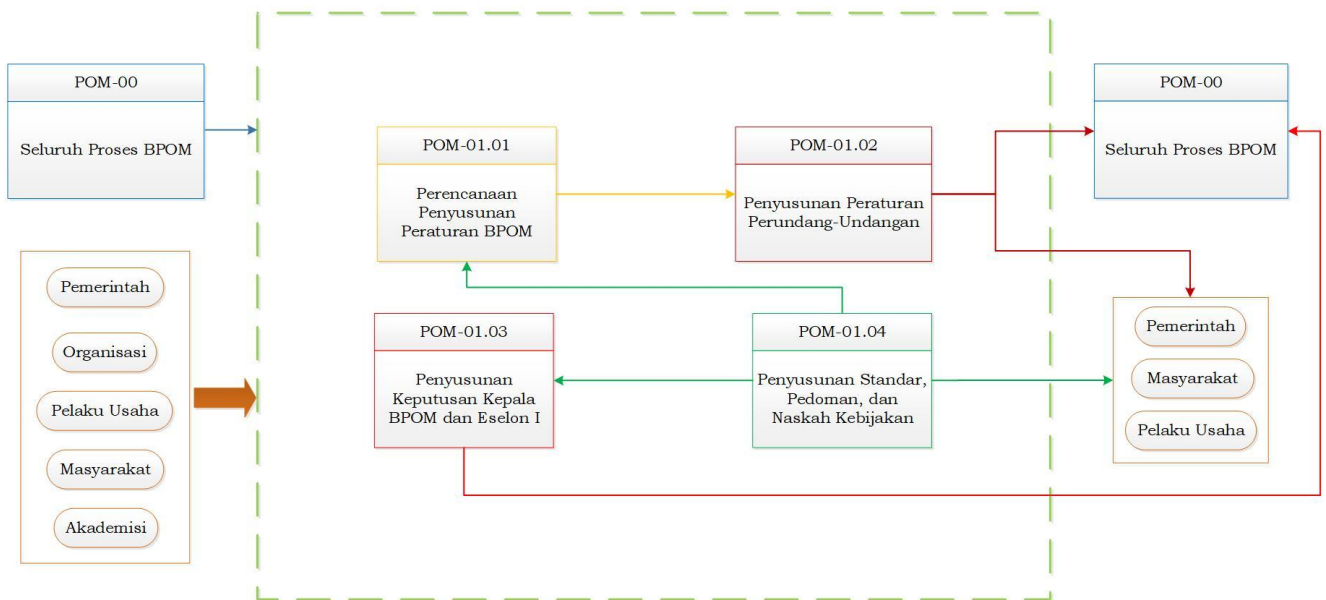 POM-00
Seluruh Proses BPOM
Pemerintah
Organisasi
Pelaku Usaha
Masyarakat
Akademisi
POM-01.01
Perencanaan
Penyusunan
Peraturan BPOM
POM-01.02
Penyusunan Peraturan
Perundang-Undangan
POM-01.03
Penyusunan
Keputusan Kepala
BPOM dan Eselon I
POM-01.04
Penyusunan Standar,
Pedoman, dan
Naskah Kebijakan
POM-00
Seluruh Proses BPOM
Pemerintah
Masyarakat
Pelaku Usaha